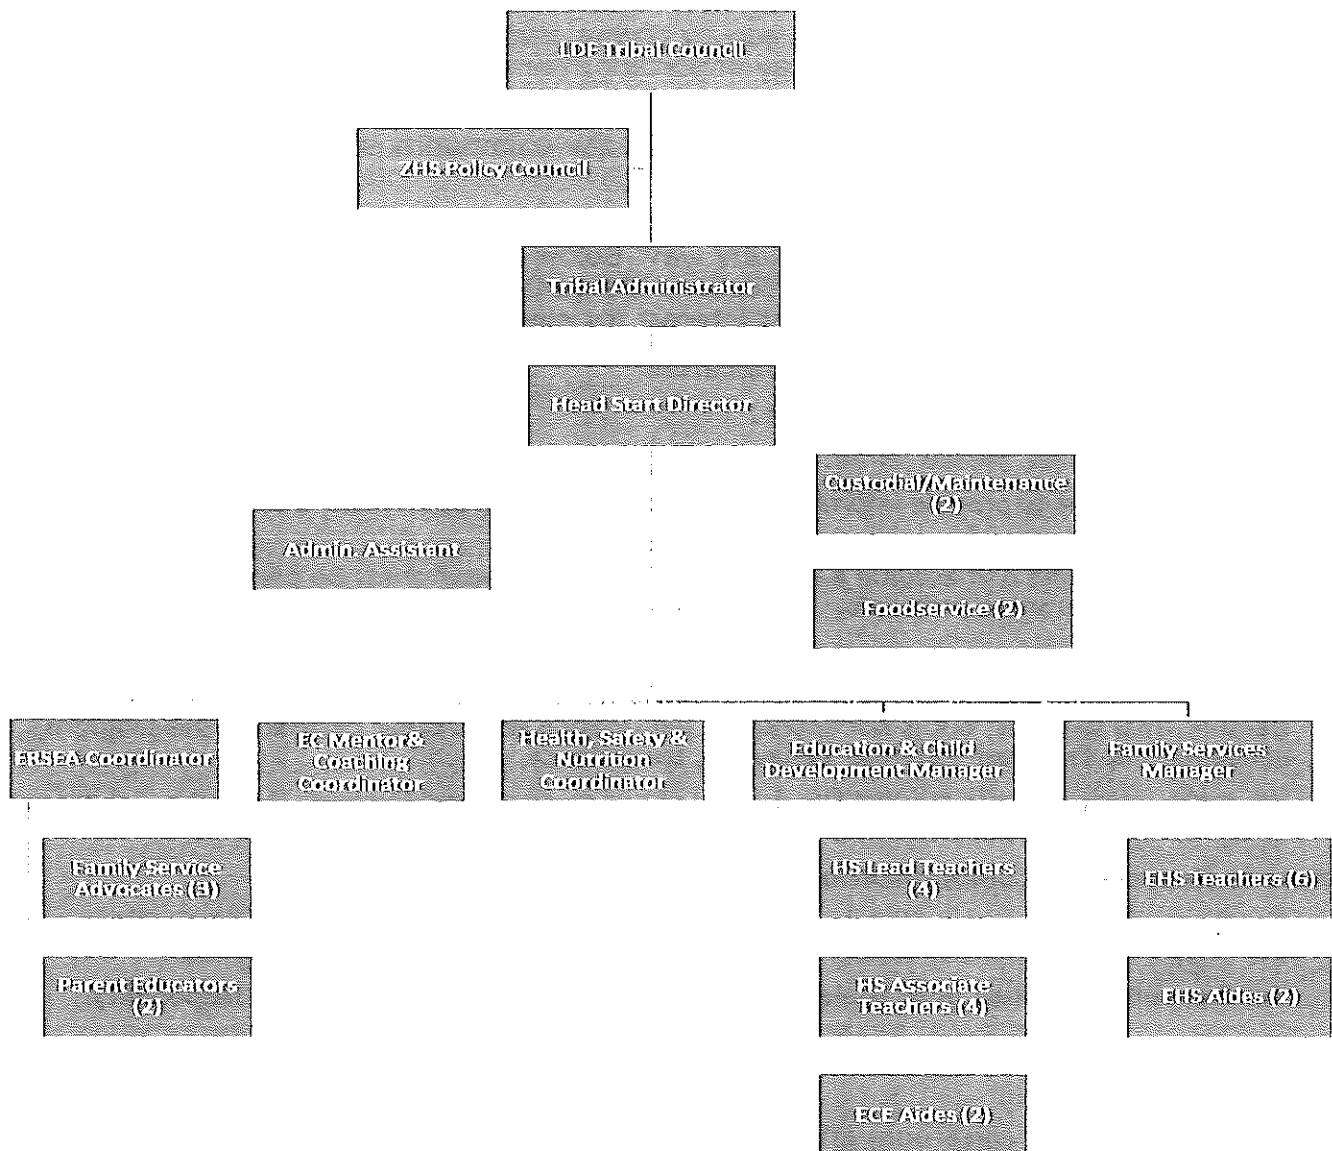 LDF Tribal Council
ZHS Policy Council
Tribal Administrator
Head Start Director
Custodial/Maintenance
(2)
Admin. Assistant
Foodservice (2)
ERSEA Coordinator
EC Mentor&
Coaching
Coordinator
Health, Safety &
Nutrition
Coordinator
Education & Child
Development Manager
Family Services
Manager
Family Service
Advocates (3)
HS Lead Teachers
(4)
EHS Teachers (6)
Parent Educators
(2)
HS Associate
Teachers (4)
EHS Aides (2)
ECE Aides (2)